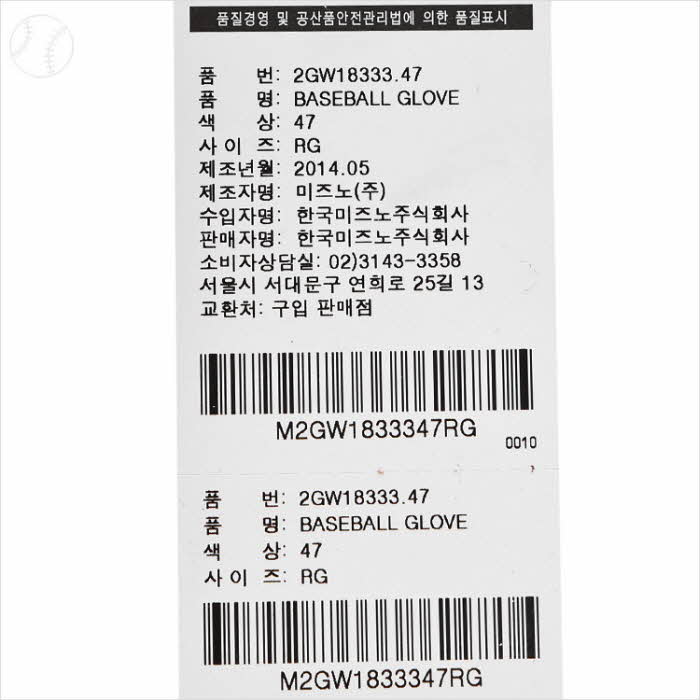 품질경영 및 공산품안전관리법에 의한 품질표시
품 번: 2GW18333.47
품 명: BASEBALL GLOVE
색 상: 47
사 이 즈: RG
제조년월: 2014.05
제조자명: 미즈노(주)
수입자명: 한국미즈노주식회사
판매자명: 한국미즈노주식회사
소비자상담실: 02)3143-3358
서울시 서대문구 연희로 25길 13
교환처: 구입 판매점
M2GW1833347RG
0010
품 번: 2GW18333.47
품 명: BASEBALL GLOVE
색 상: 47
사 이 즈: RG
M2GW1833347RG